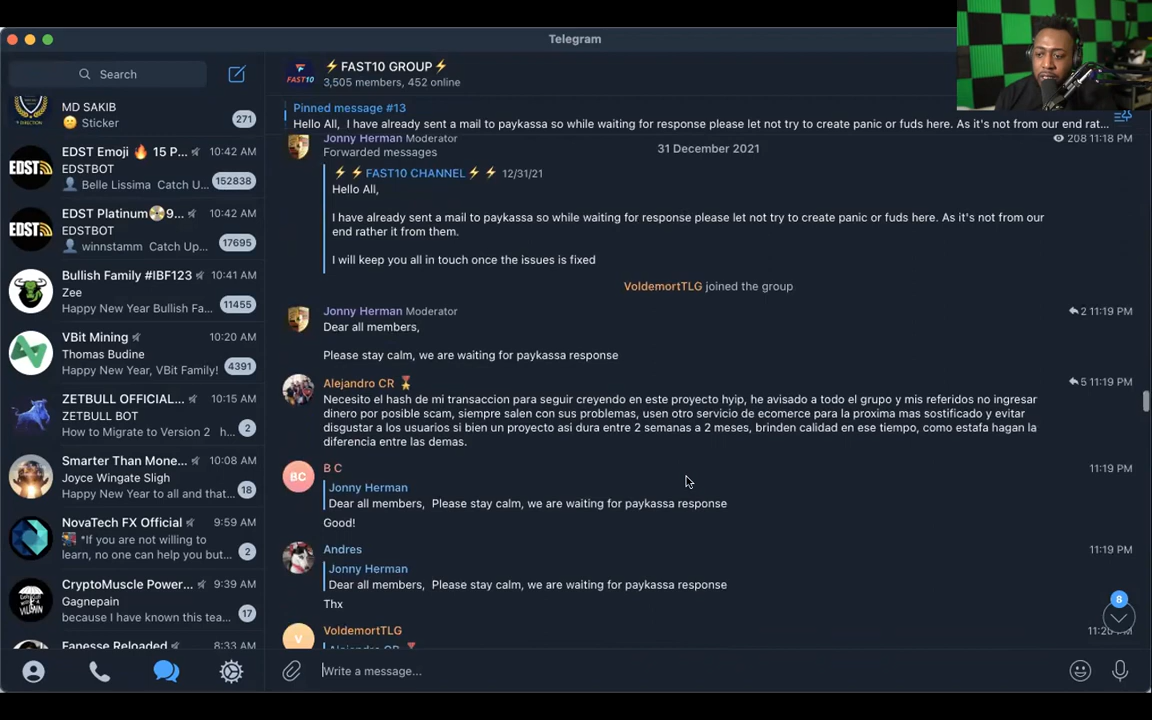 Telegram
Search
MD SAKIB
Sticker
271
EDST Emoji 🔥 15 P...
10:42 AM
EDSTBOT
Belle Lissima Catch U...
152838
EDST Platinum📀9...
10:42 AM
EDSTBOT
winnstamm Catch Up...
17695
Bullish Family #IBF123
10:41 AM
Zee
Happy New Year Bullish Fa...
11455
VBit Mining
10:20 AM
Thomas Budine
Happy New Year, VBit Family!
4391
ZETBULL OFFICIAL...
10:15 AM
ZETBULL BOT
How to Migrate to Version 2 h...
2
Smarter Than Mone...
10:08 AM
Joyce Wingate Sligh
Happy New Year to all and that...
18
NovaTech FX Official
9:59 AM
*If you are not willing to
learn, no one can help you but...
2
CryptoMuscle Power...
9:39 AM
Gagnepain
because I have known this tea...
17
Fanesse Reloaded
8:33 AM
⚡FAST10 GROUP⚡
3,505 members, 452 online
Pinned message #13
Hello All, I have already sent a mail to paykassa so while waiting for response please let not try to create panic or fuds here. As it's not from our end rat...
Jonny Herman Moderator
208 11:18 PM
31 December 2021
Forwarded messages
⚡⚡FAST10 CHANNEL⚡⚡ 12/31/21
Hello All,
I have already sent a mail to paykassa so while waiting for response please let not try to create panic or fuds here. As it's not from our
end rather it from them.
I will keep you all in touch once the issues is fixed
VoldemortTLG joined the group
Jonny Herman Moderator
2 11:19 PM
Dear all members,
Please stay calm, we are waiting for paykassa response
Alejandro CR 🎖
5 11:19 PM
Necesito el hash de mi transaccion para seguir creyendo en este proyecto hyip, he avisado a todo el grupo y mis referidos no ingresar
dinero por posible scam, siempre salen con sus problemas, usen otro servicio de ecomerce para la proxima mas sostificado y evitar
disgustar a los usuarios si bien un proyecto asi dura entre 2 semanas a 2 meses, brinden calidad en ese tiempo, como estafa hagan la
diferencia entre las demas.
BC
B C
11:19 PM
Jonny Herman
Dear all members, Please stay calm, we are waiting for paykassa response
Good!
Andres
11:19 PM
Jonny Herman
Dear all members, Please stay calm, we are waiting for paykassa response
Thx
8
V
VoldemortTLG
Write a message...